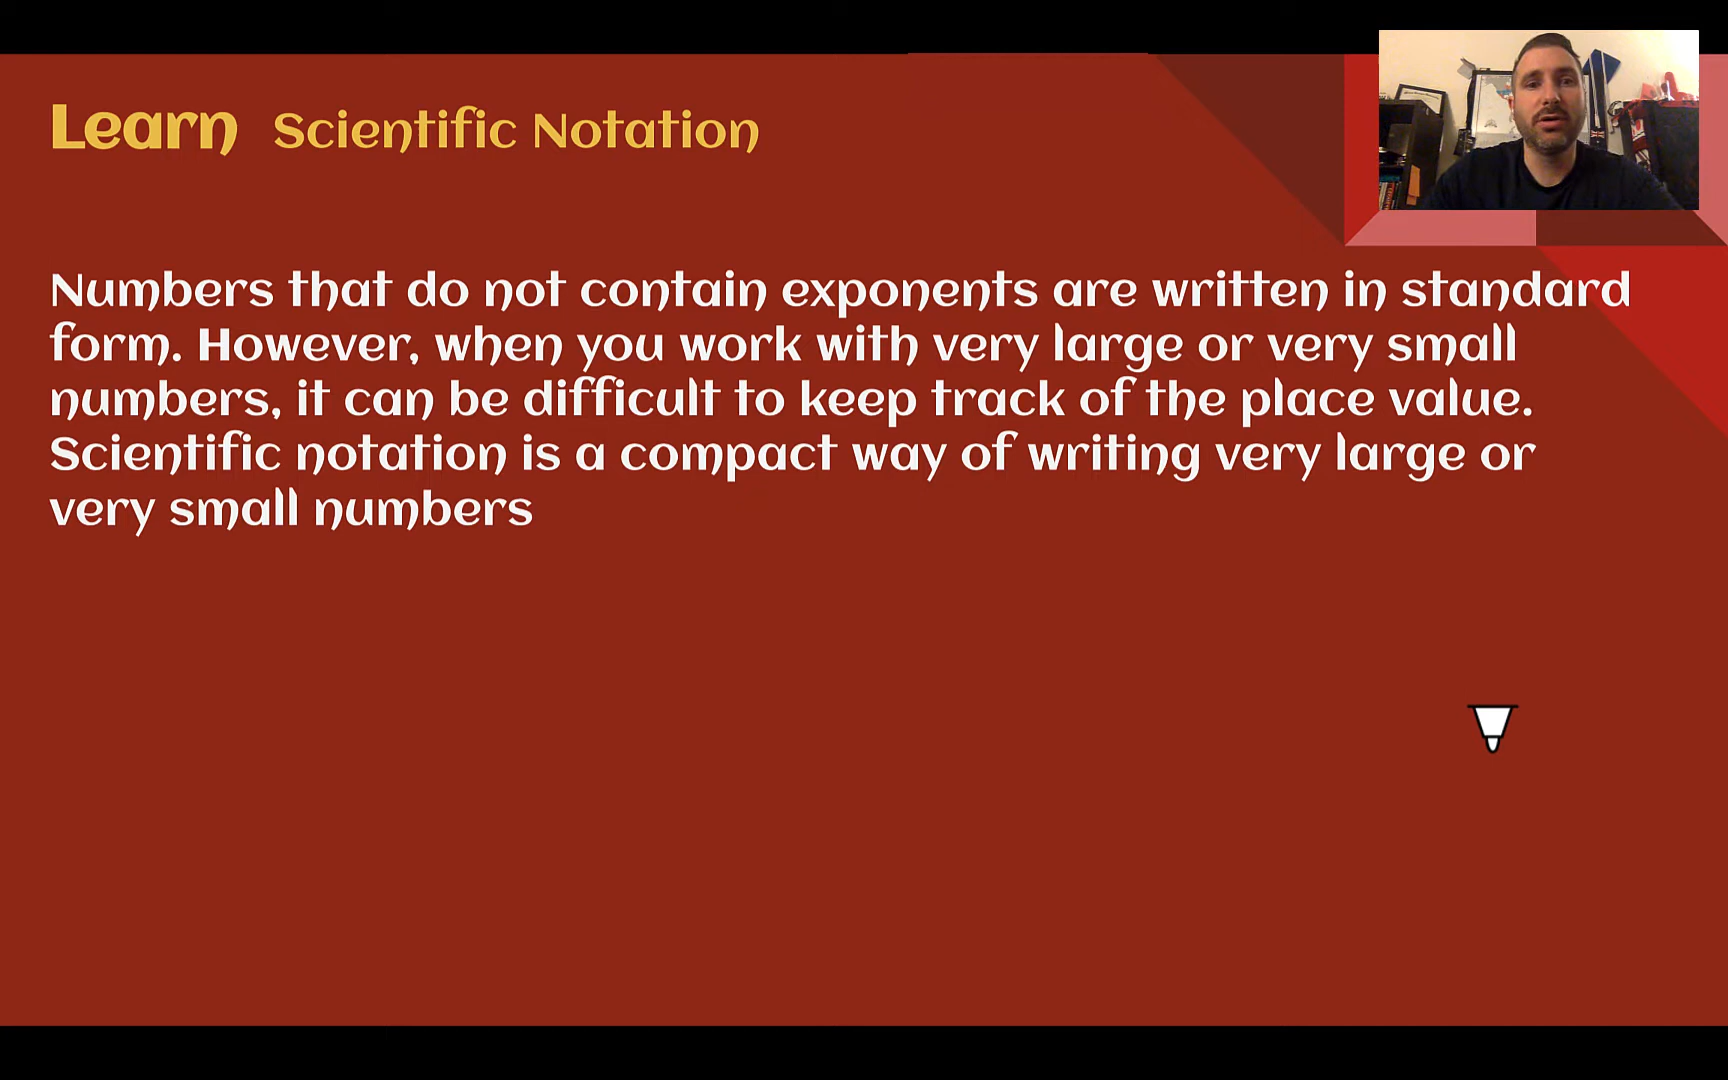 Learn Scientific Notation
Numbers that do not contain exponents are written in standard
form. However, when you work with very large or very small
numbers, it can be difficult to keep track of the place value.
Scientific notation is a compact way of writing very large or
very small numbers